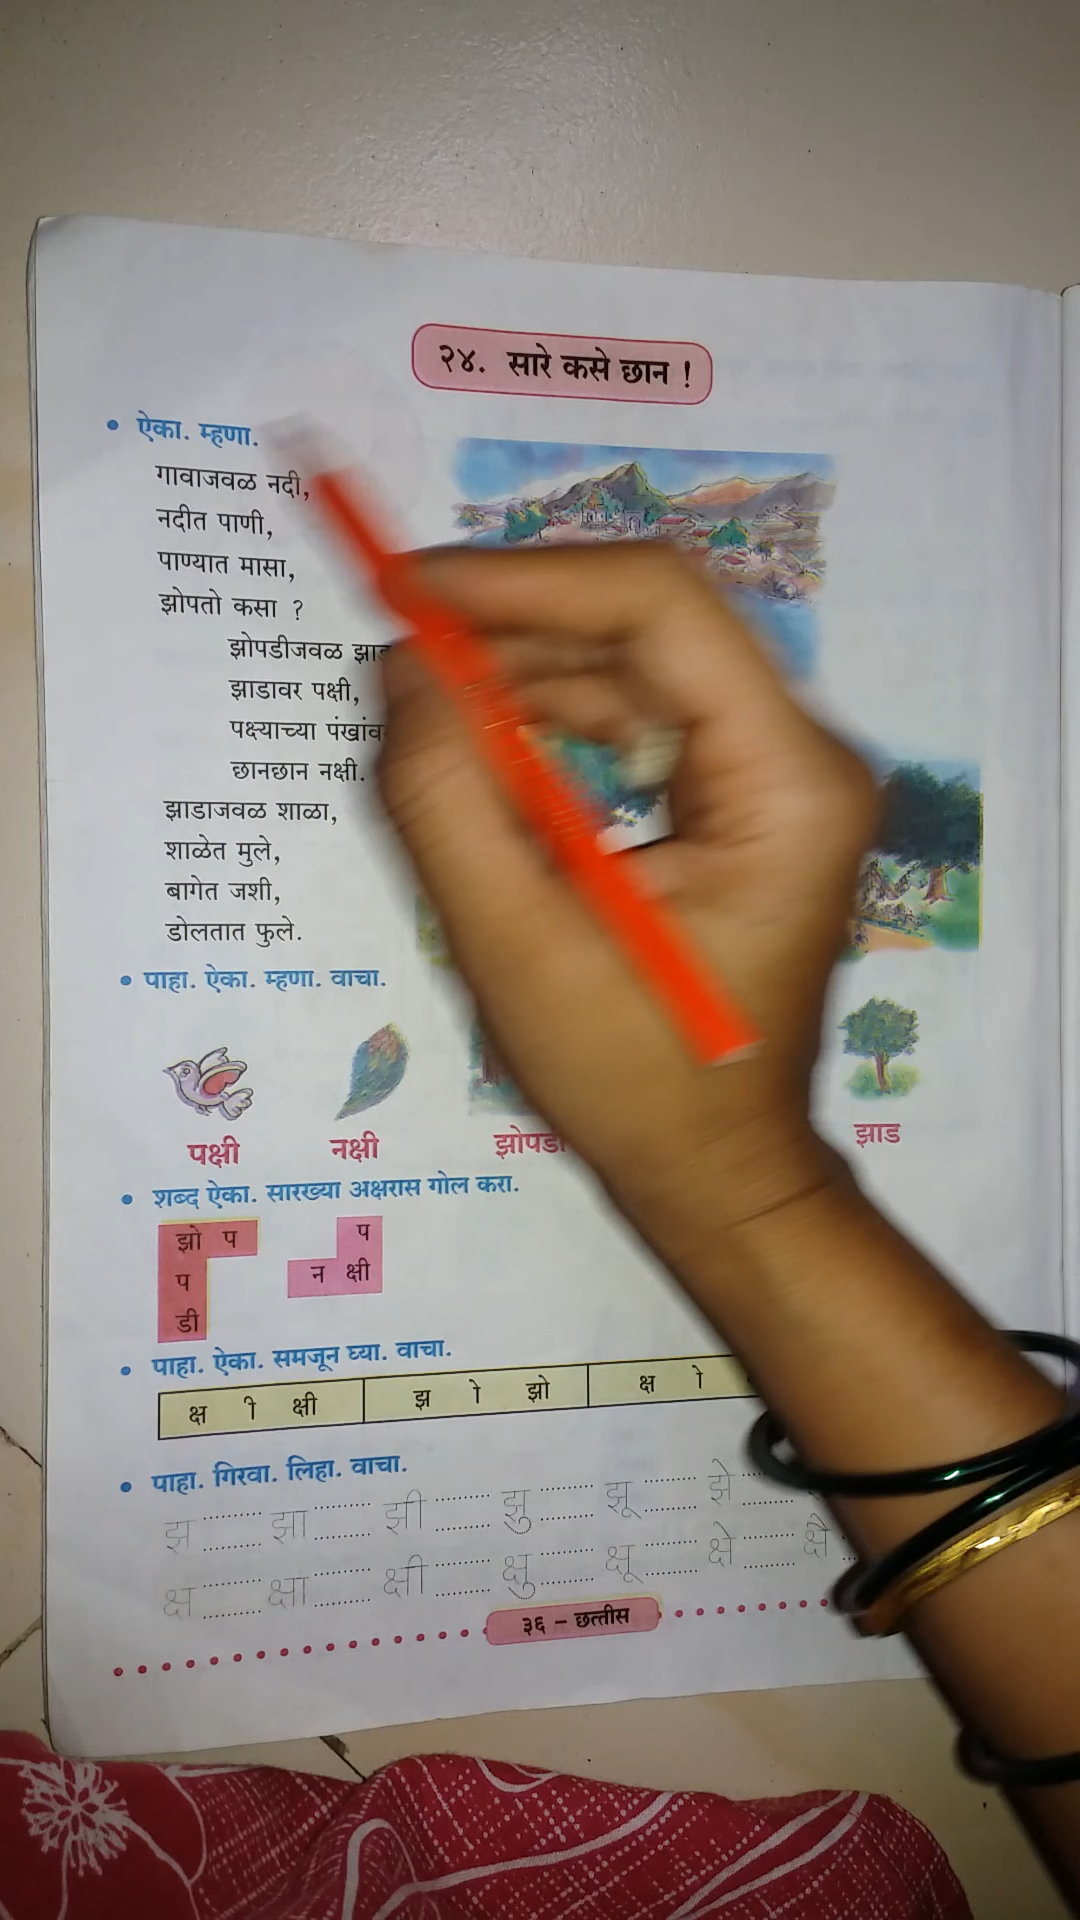 २४. सारे कसे छान !
• ऐका. म्हणा.
गावाजवळ नदी,
नदीत पाणी,
पाण्यात मासा,
झोपतो कसा ?
झोपडीजवळ
झाडावर पक्षी,
पक्ष्याच्या
छानछान नक्षी.
झाडाजवळ शाळा,
शाळेत मुले,
बागेत जशी,
डोलतात फुले.
• पाहा. ऐका. म्हणा. वाचा.
पक्षी नक्षी झाड
• शब्द ऐका. सारख्या अक्षरास गोल करा.
झो प प
प न क्षी
डी
• पाहा. ऐका. समजून घ्या. वाचा.
क्ष ी क्षी झ ो झो क्ष ो
• पाहा. गिरवा. लिहा. वाचा.
झ झा झी झु झू झे
क्ष क्षा क्षी क्षु क्षू क्षे क्षै
३६ – छत्तीस